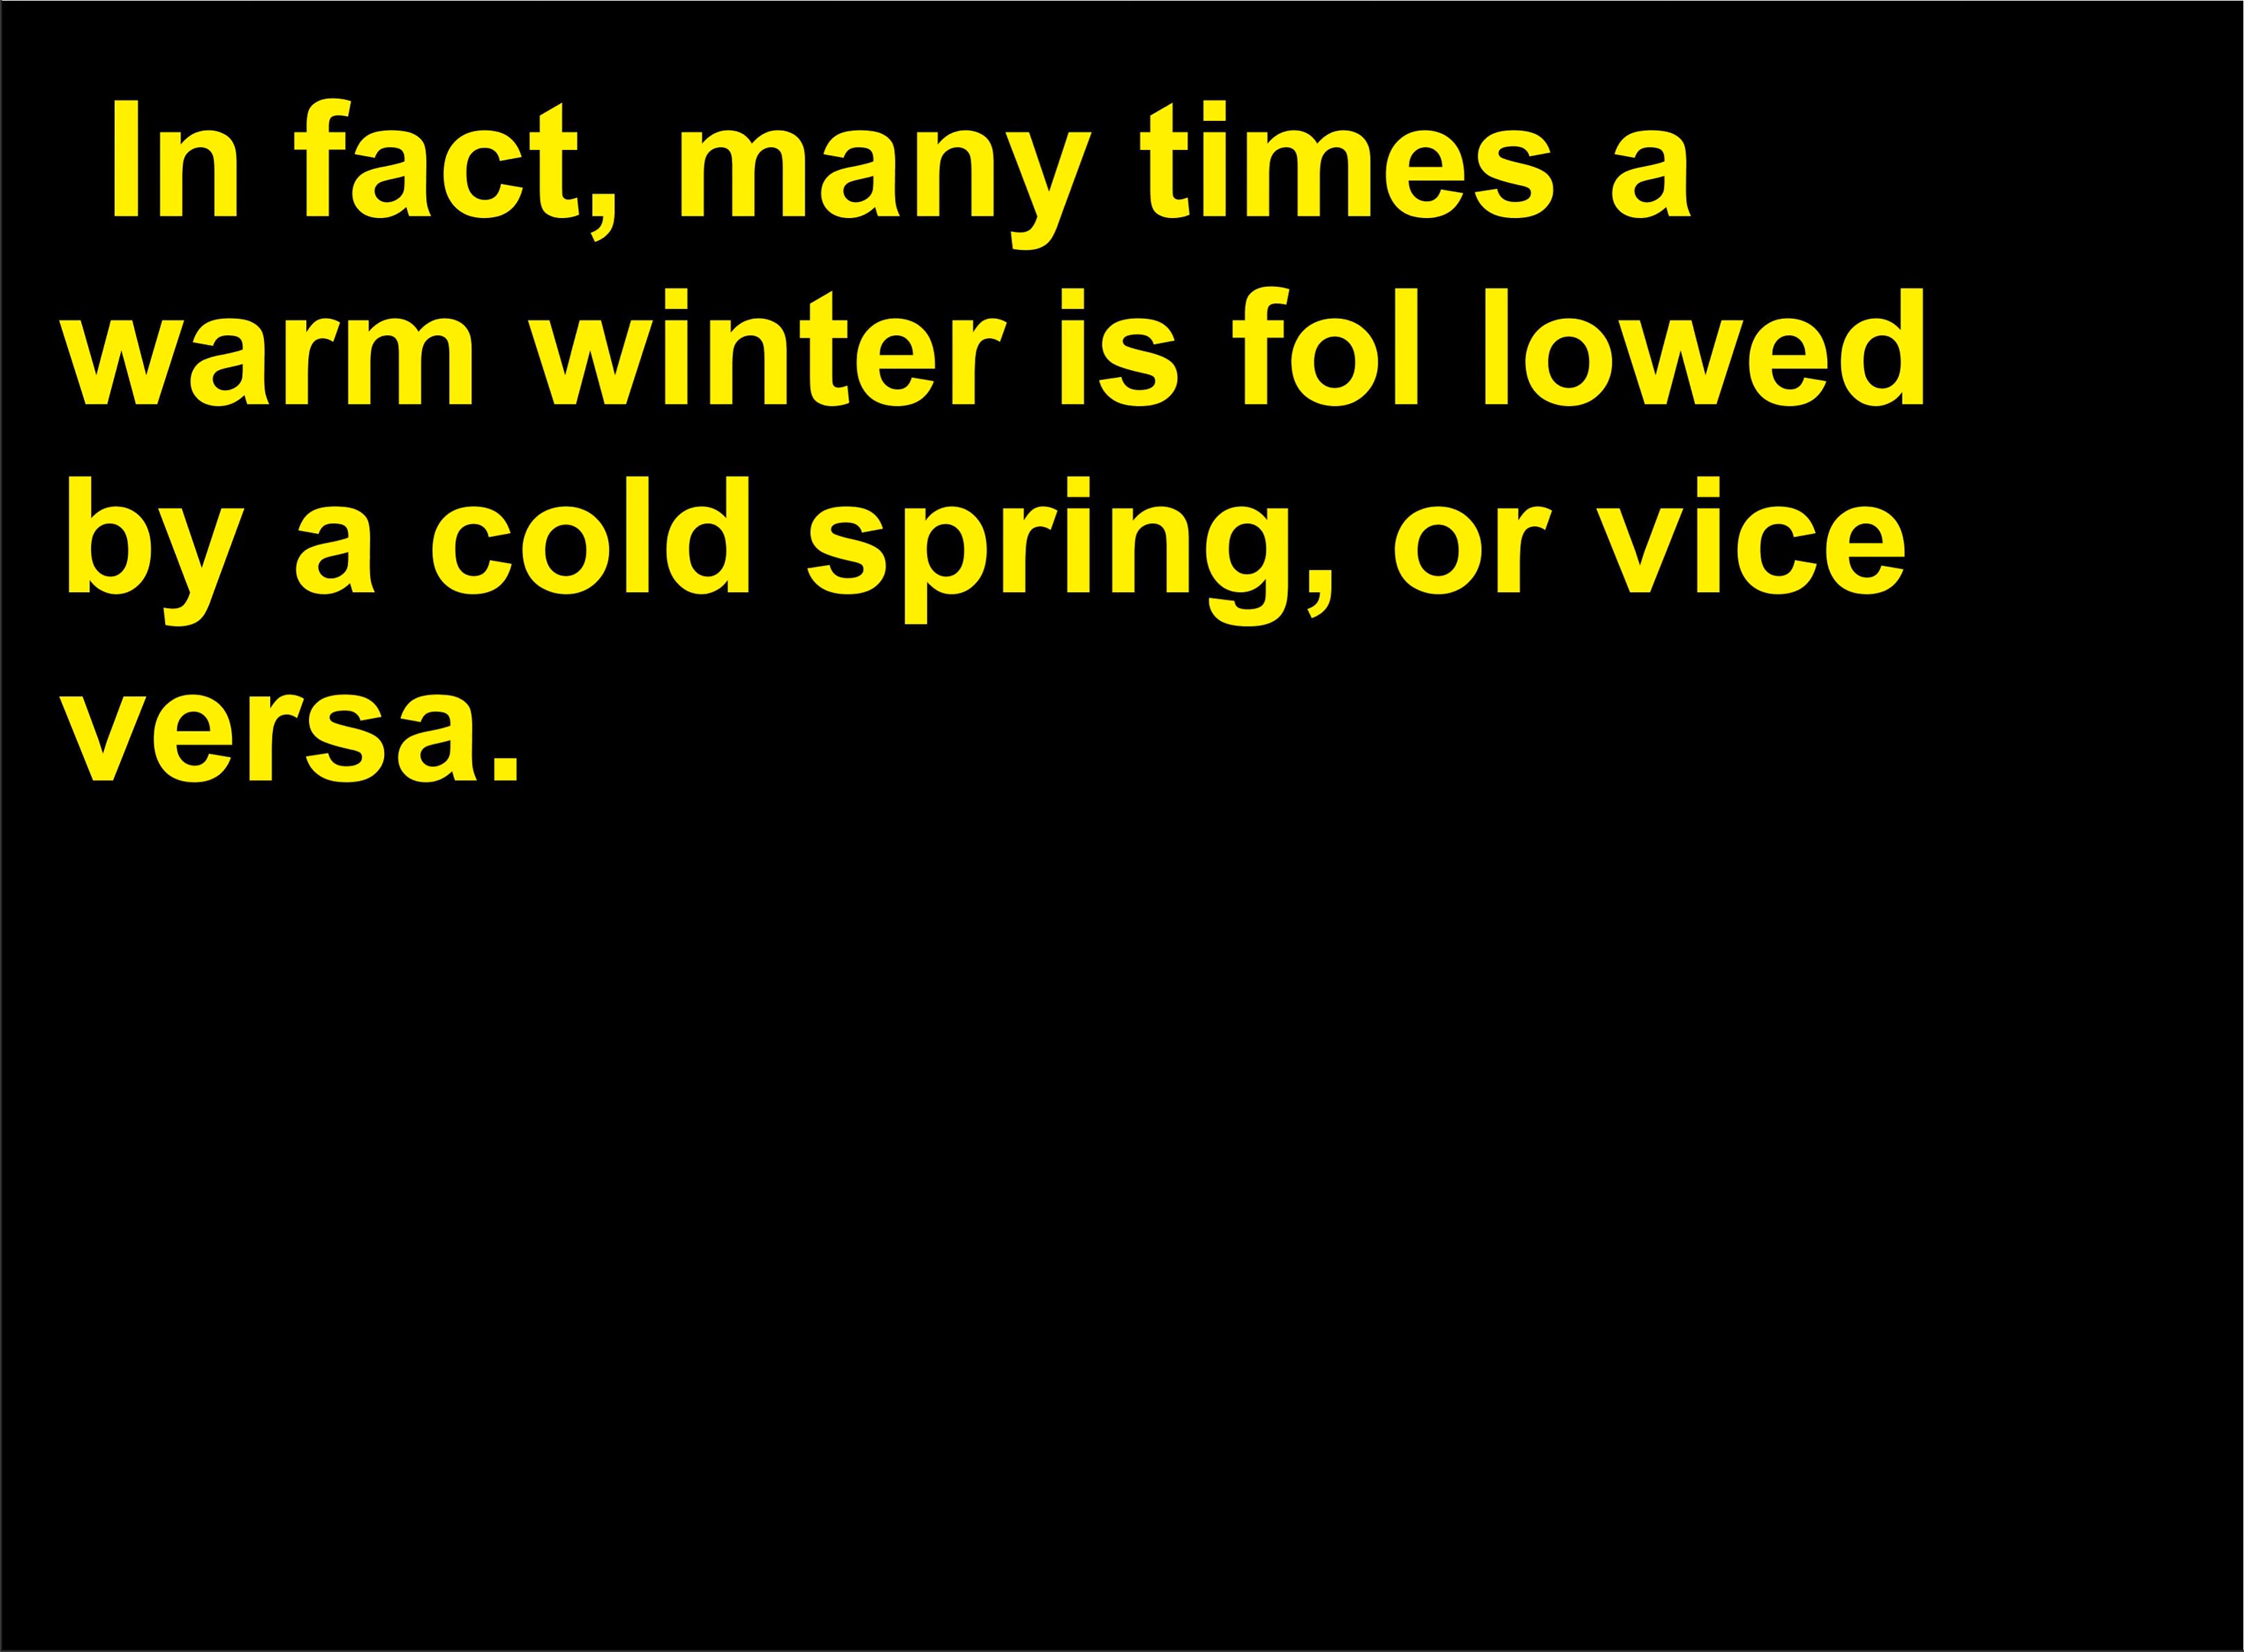 In fact, many times a
warm winter is fol lowed
by a cold spring, or vice
versa.